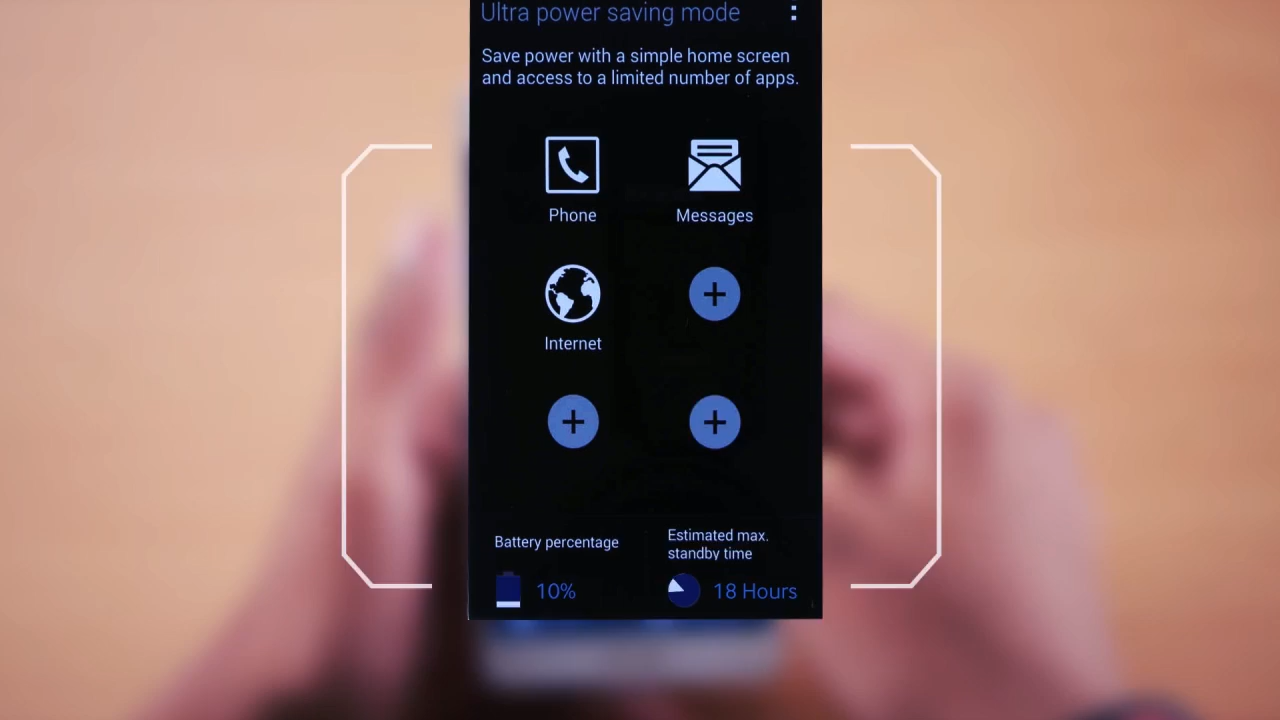 Ultra power saving mode
Save power with a simple home screen
and access to a limited number of apps.
Phone
Messages
Internet
Battery percentage
Estimated max.
standby time
10%
18 Hours